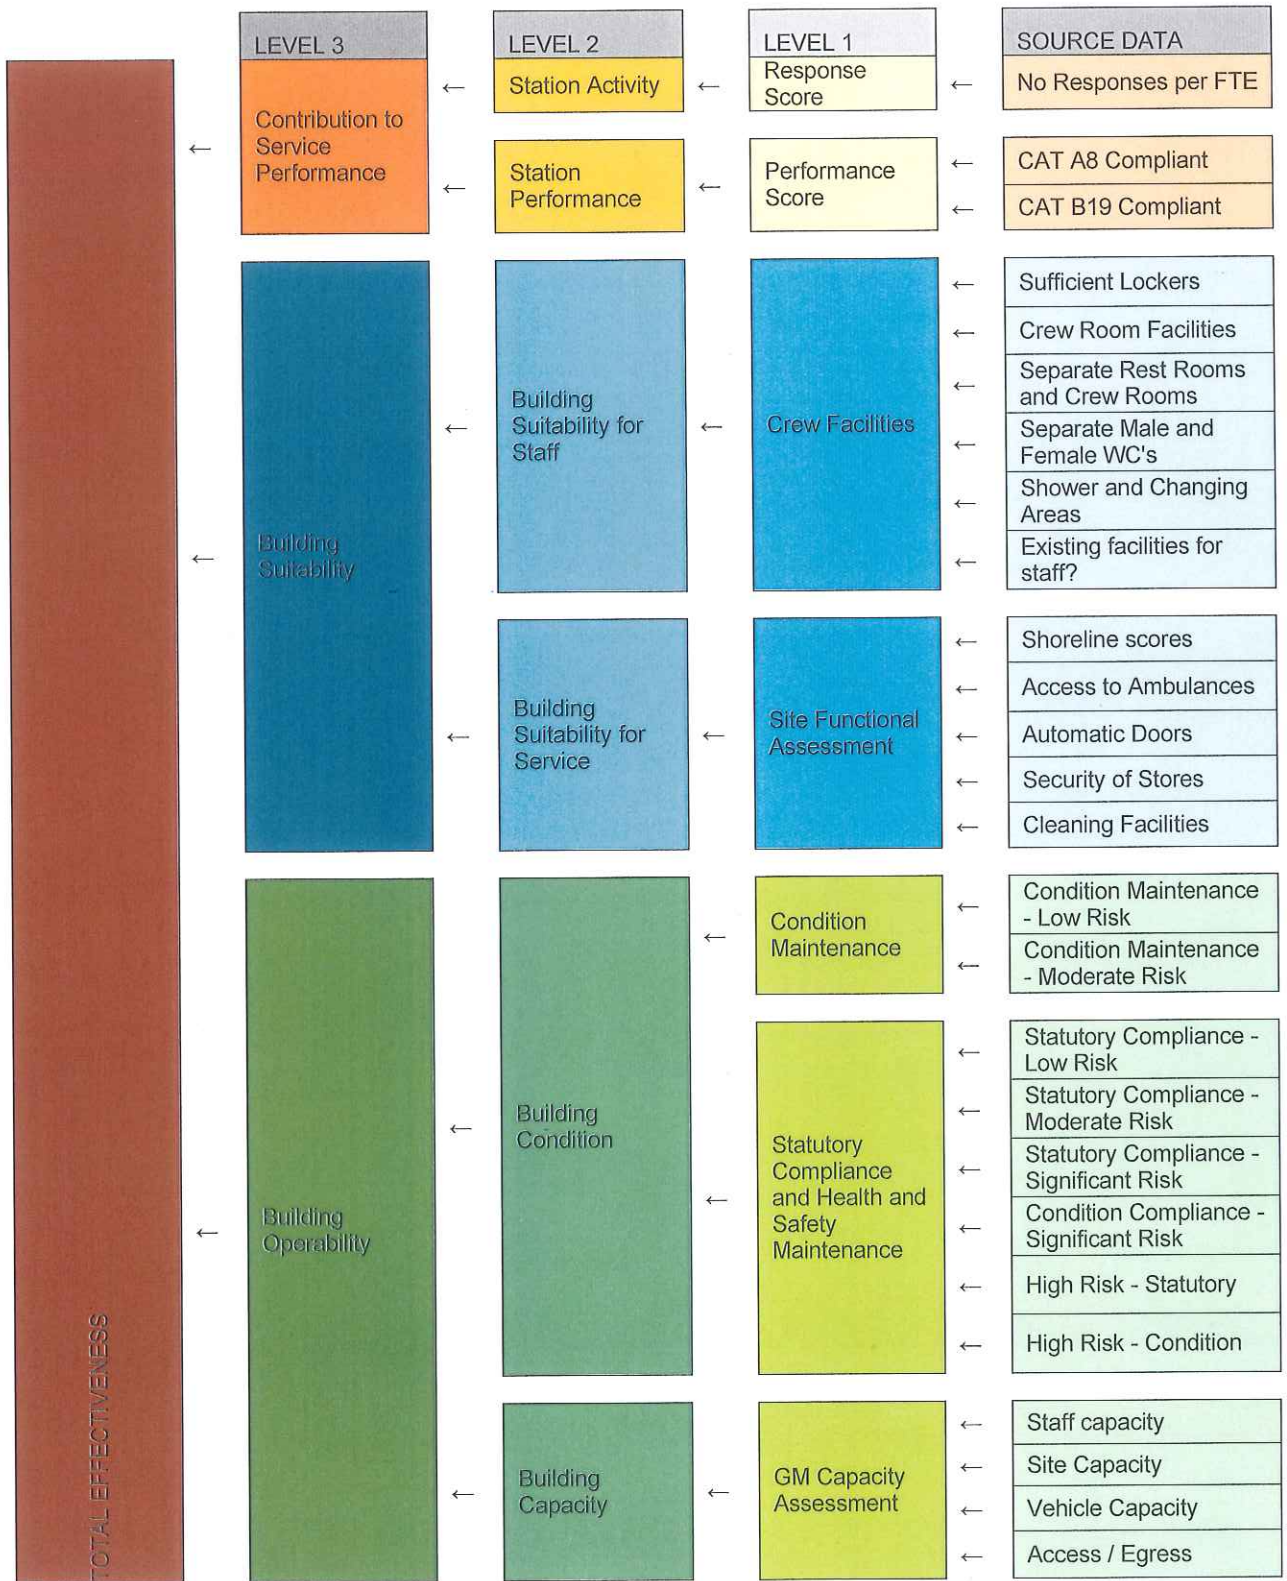 LEVEL 3
LEVEL 2
LEVEL 1
SOURCE DATA
Contribution to
Service
Performance
Station Activity
Response
Score
No Responses per FTE
Station
Performance
Performance
Score
CAT A8 Compliant
CAT B19 Compliant
Building
Suitability
Building
Suitability for
Staff
Crew Facilities
Sufficient Lockers
Crew Room Facilities
Separate Rest Rooms
and Crew Rooms
Separate Male and
Female WC's
Shower and Changing
Areas
Existing facilities for
staff?
Building
Suitability for
Service
Site Functional
Assessment
Shoreline scores
Access to Ambulances
Automatic Doors
Security of Stores
Cleaning Facilities
Building
Operability
Building
Condition
Condition
Maintenance
Condition Maintenance
- Low Risk
Condition Maintenance
- Moderate Risk
Statutory
Compliance
and Health and
Safety
Maintenance
Statutory Compliance -
Low Risk
Statutory Compliance -
Moderate Risk
Statutory Compliance -
Significant Risk
Condition Compliance -
Significant Risk
High Risk - Statutory
High Risk - Condition
Building
Capacity
GM Capacity
Assessment
Staff capacity
Site Capacity
Vehicle Capacity
Access / Egress
TOTAL EFFECTIVENESS